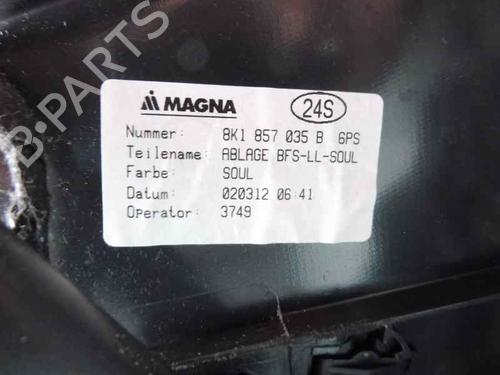 MAGNA 24S
Nummer: 8K1 857 035 B 6PS
Teilename: ABLAGE BFS-LL-SOUL
Farbe: SOUL
Datum: 020312 06:41
Operator: 3749
B-PARTS